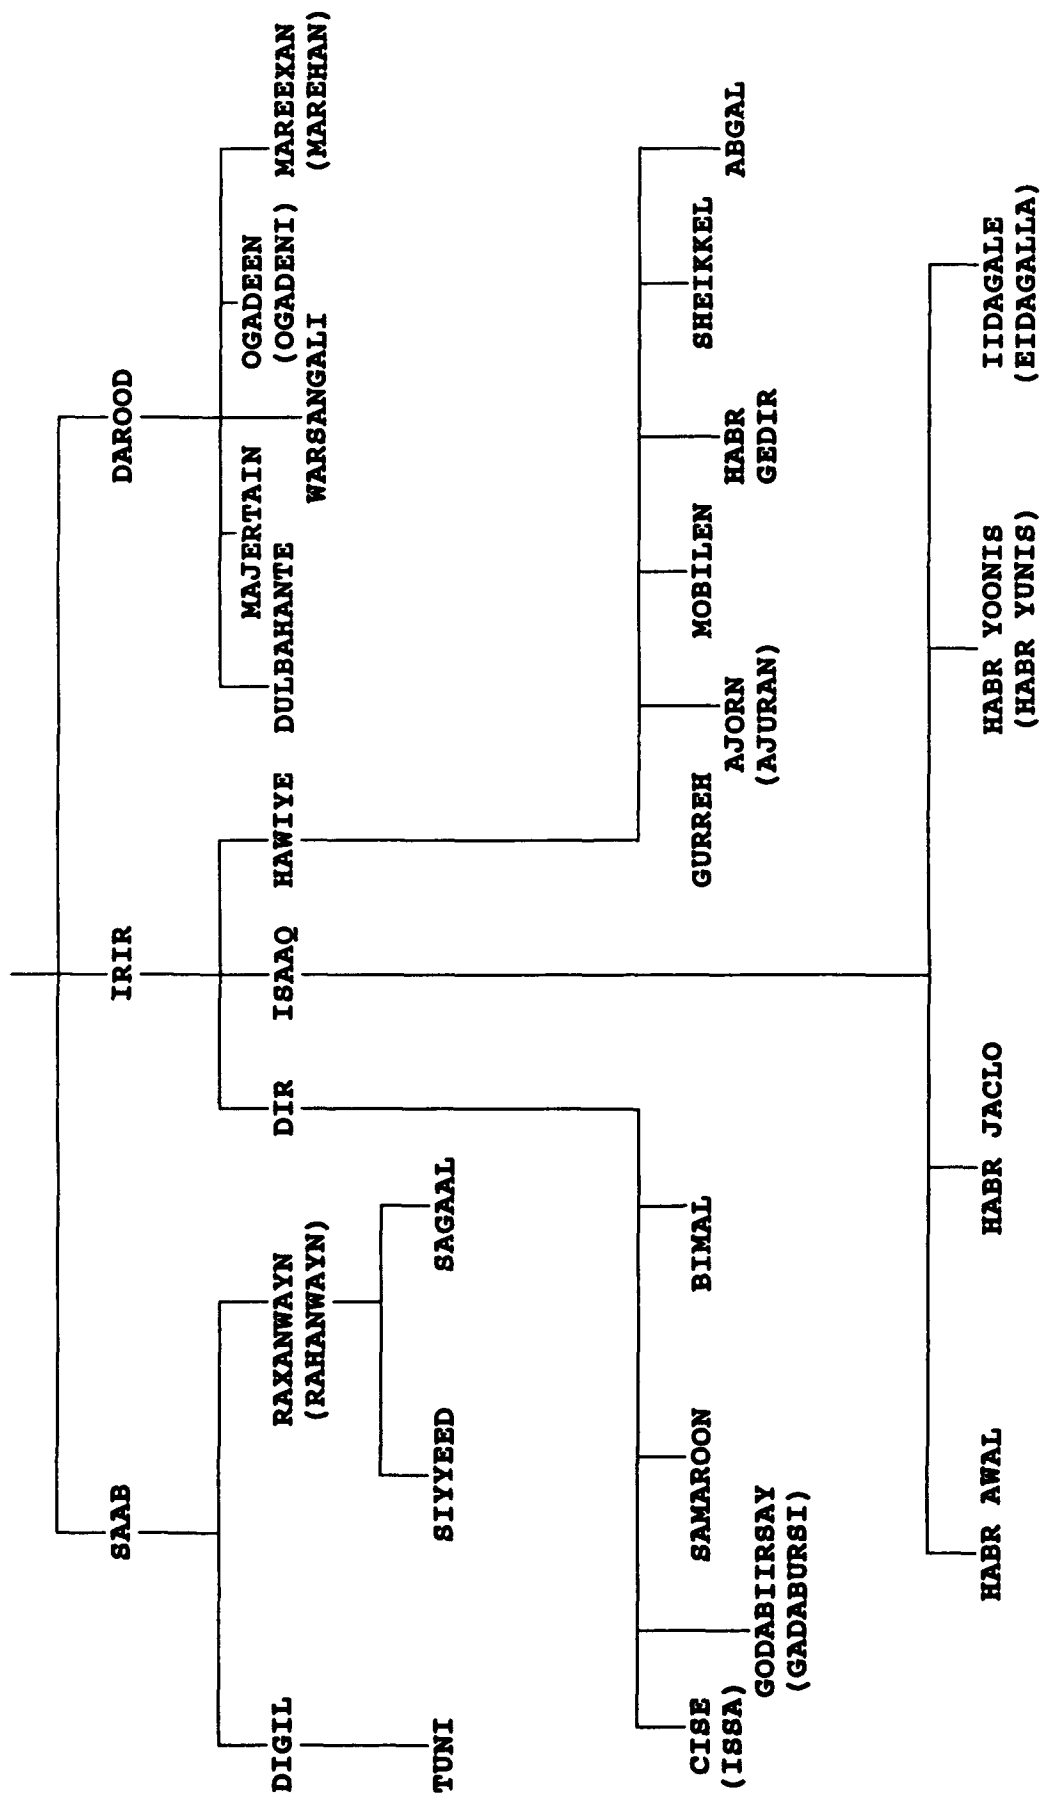 SAAB
IRIR
DAROOD
DIGIL
RAXANWAYN
(RAHANWAYN)
DIR
ISAAQ
HAWIYE
DULBAHANTE
MAJERTAIN
WARSANGALI
OGADEEN
(OGADENI)
MAREEXAN
(MAREHAN)
TUNI
SIYYEED
SAGAAL
CISE
(ISSA)
GODABIIRSAY
(GADABURSI)
SAMAROON
BIMAL
GURREH
AJORN
(AJURAN)
MOBILEN
HABR
GEDIR
SHEIKKEL
ABGAL
HABR AWAL
HABR JACLO
HABR YOONIS
(HABR YUNIS)
IIDAGALE
(EIDAGALLA)